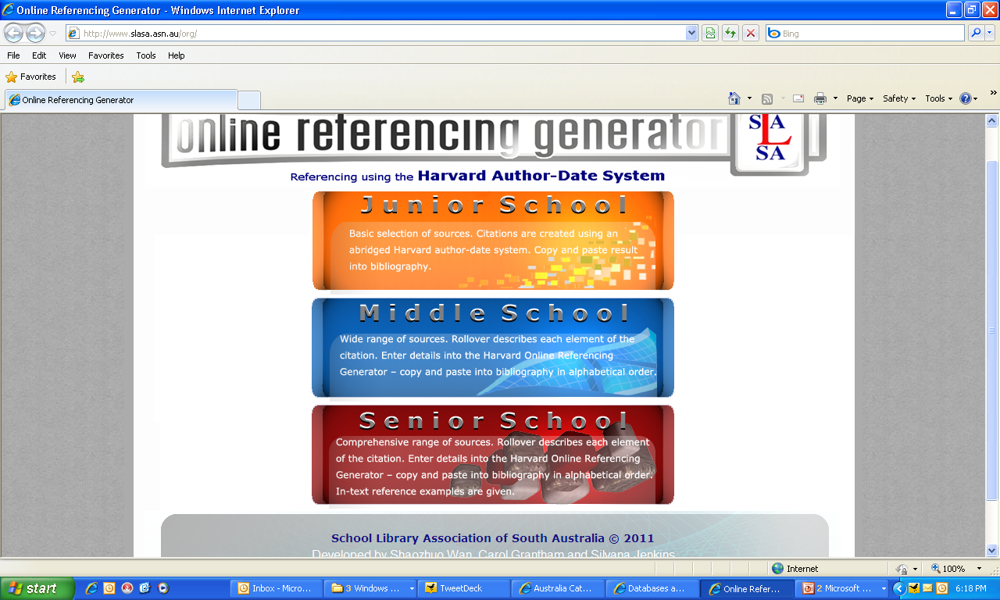 Online Referencing Generator - Windows Internet Explorer
http://www.slasa.asn.au/org/
Bing
File Edit View Favorites Tools Help
Favorites
Online Referencing Generator
Page Safety Tools »
online referencing generator
SLASA
Referencing using the Harvard Author-Date System
Junior School
Basic selection of sources. Citations are created using an
abridged Harvard author-date system. Copy and paste result
into bibliography.
Middle School
Wide range of sources. Rollover describes each element of the
citation. Enter details into the Harvard Online Referencing
Generator – copy and paste into bibliography in alphabetical order.
Senior School
Comprehensive range of sources. Rollover describes each element
of the citation. Enter details into the Harvard Online Referencing
Generator – copy and paste into bibliography in alphabetical order.
In-text reference examples are given.
School Library Association of South Australia © 2011
Developed by Shaozhuo Wan, Carol Grantham and Silvana Jenkins
Internet 100%
start Inbox - Micro... 3 Windows ... TweetDeck Australia Cat... Databases a... Online Refer... 2 Microsoft ... 6:18 PM